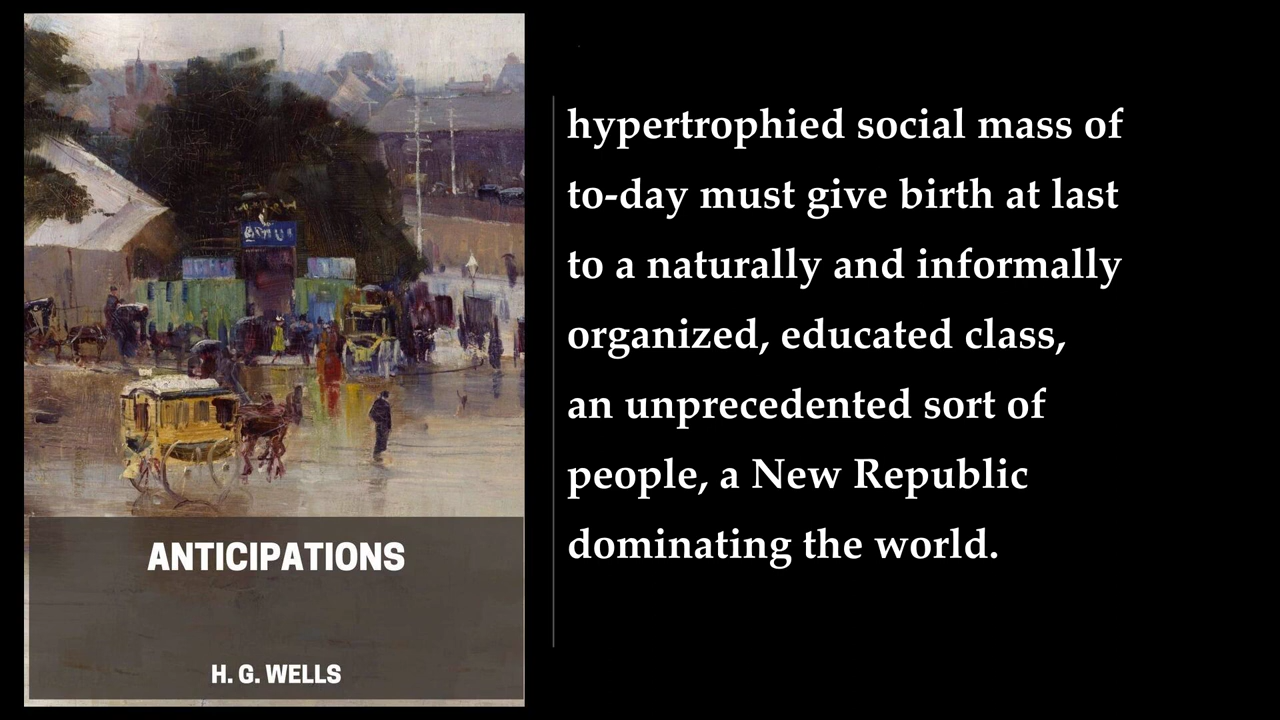 ANTICIPATIONS
H. G. WELLS
hypertrophied social mass of
to-day must give birth at last
to a naturally and informally
organized, educated class,
an unprecedented sort of
people, a New Republic
dominating the world.